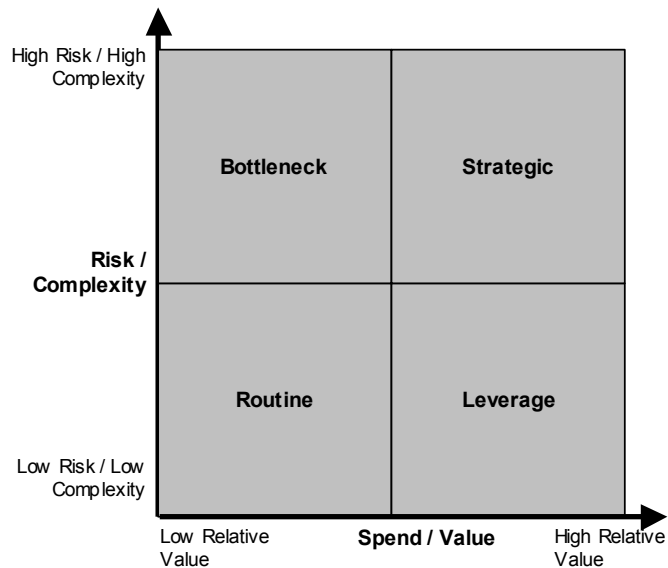 High Risk / High
Complexity
Bottleneck
Strategic
Risk /
Complexity
Routine
Leverage
Low Risk / Low
Complexity
Low Relative
Value
Spend / Value
High Relative
Value